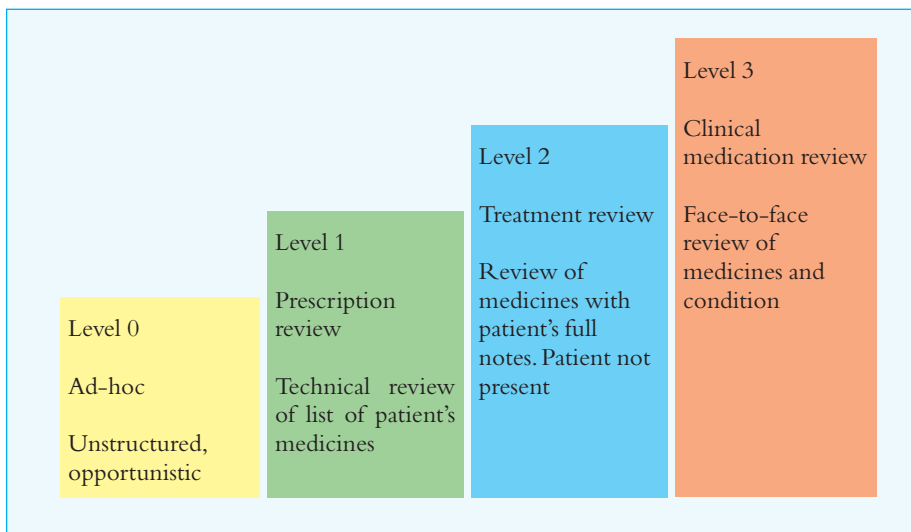 Level 0
Ad-hoc
Unstructured,
opportunistic
Level 1
Prescription
review
Technical review
of list of patient’s
medicines
Level 2
Treatment review
Review of
medicines with
patient’s full
notes. Patient not
present
Level 3
Clinical
medication review
Face-to-face
review of
medicines and
condition